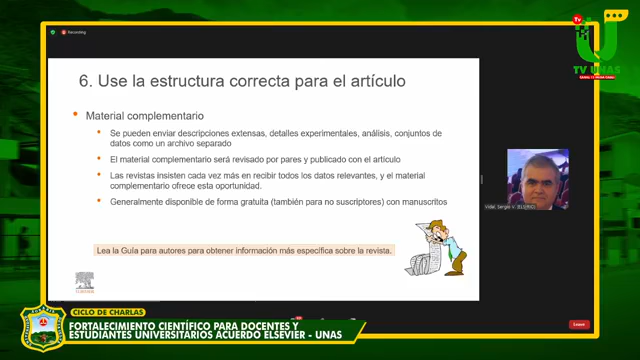 Recording
TV UNAS
6. Use la estructura correcta para el artículo
Material complementario
Se pueden enviar descripciones extensas, detalles experimentales, análisis, conjuntos de
datos como un archivo separado
El material complementario será revisado por pares y publicado con el artículo
Las revistas insisten cada vez más en recibir todos los datos relevantes, y el material
complementario ofrece esta oportunidad.
Generalmente disponible de forma gratuita (también para no suscriptores) con manuscritos
Lea la Guía para autores para obtener información más específica sobre la revista.
ELSEVIER
Vidal, Sergio V. (ELS-RIO)
Leave
CICLO DE CHARLAS
FORTALECIMIENTO CIENTÍFICO PARA DOCENTES Y
ESTUDIANTES UNIVERSITARIOS ACUERDO ELSEVIER - UNAS